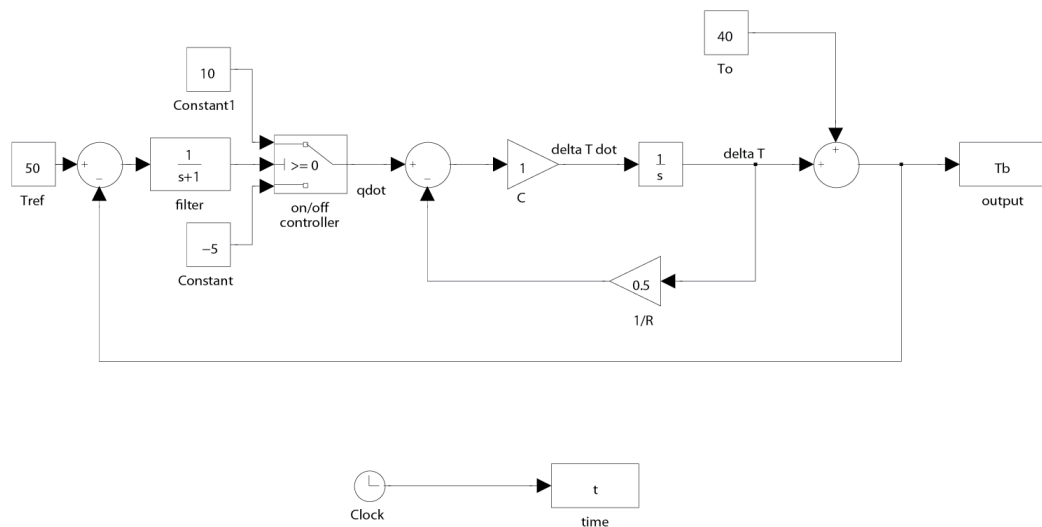 40
To
10
Constant1
50
Tref
+
−
1
s+1
filter
>= 0
on/off
controller
qdot
−5
Constant
+
−
1
C
delta T dot
1
s
delta T
+
+
Tb
output
0.5
1/R
Clock
t
time